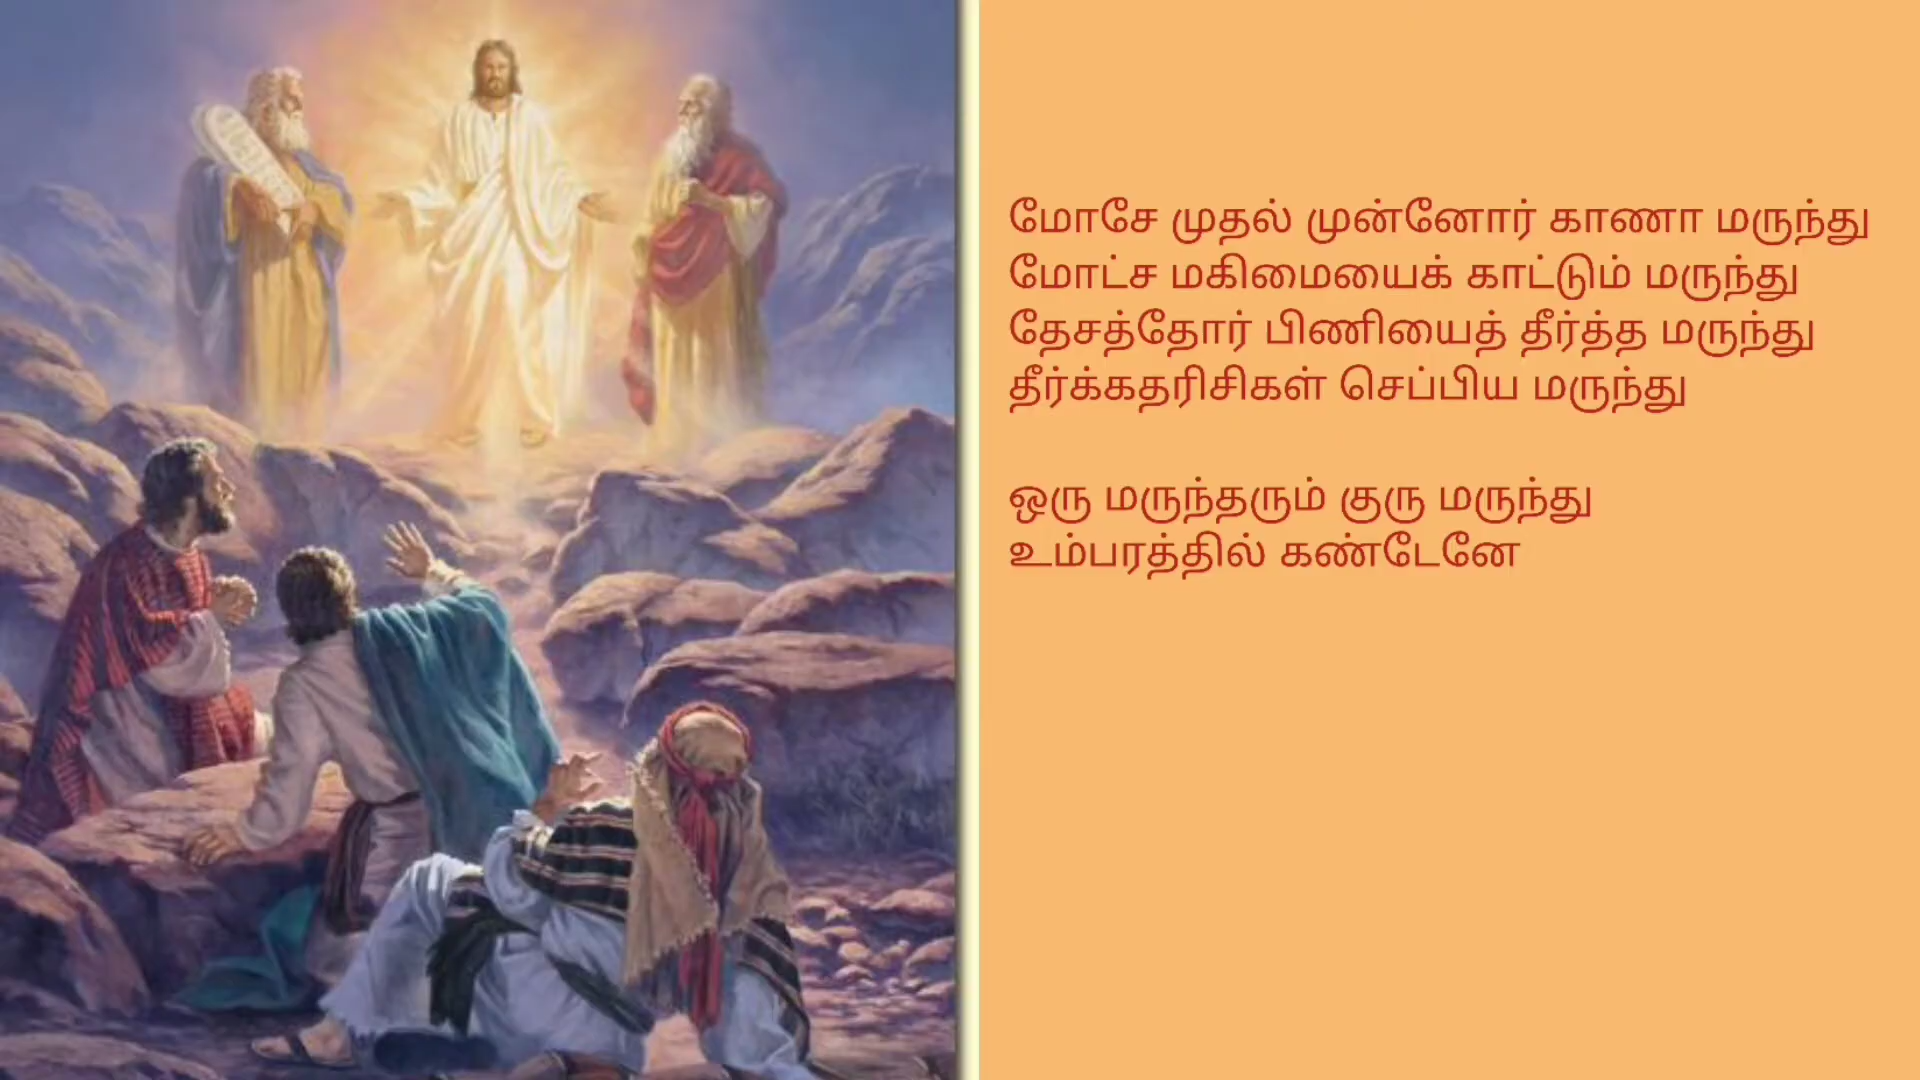 மோசே முதல் முன்னோர் காணா மருந்து
மோட்ச மகிமையைக் காட்டும் மருந்து
தேசத்தோர் பிணியைத் தீர்த்த மருந்து
தீர்க்கதரிசிகள் செப்பிய மருந்து
ஒரு மருந்தரும் குரு மருந்து
உம்பரத்தில் கண்டேனே